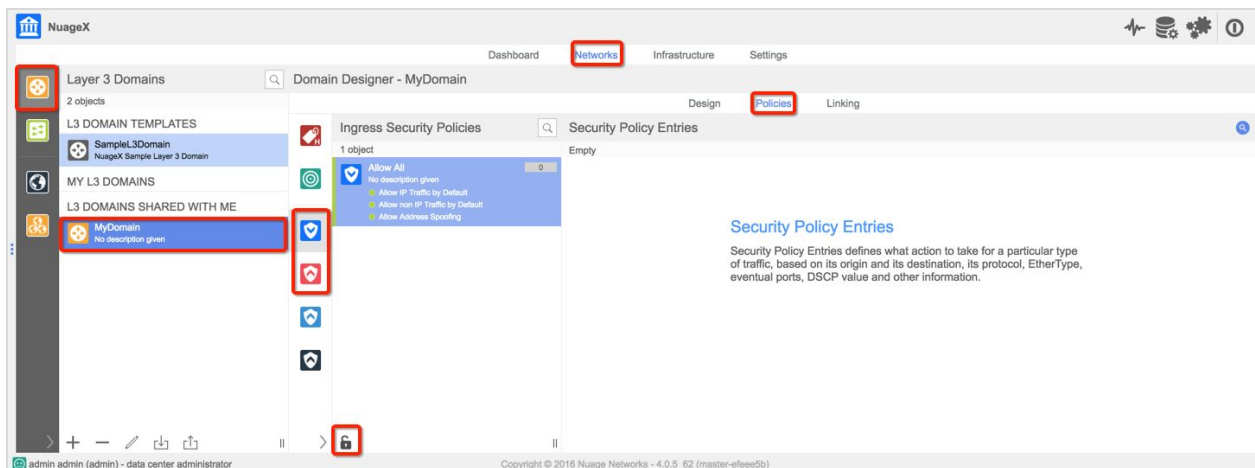 NuageX
Dashboard
Networks
Infrastructure
Settings
Layer 3 Domains
2 objects
L3 DOMAIN TEMPLATES
SampleL3Domain
NuageX Sample Layer 3 Domain
MY L3 DOMAINS
L3 DOMAINS SHARED WITH ME
MyDomain
No description given
Domain Designer - MyDomain
Design
Policies
Linking
H
Ingress Security Policies
1 object
Allow All
0
No description given
Allow IP Traffic by Default
Allow non IP Traffic by Default
Allow Address Spoofing
Security Policy Entries
Empty
Security Policy Entries
Security Policy Entries defines what action to take for a particular type
of traffic, based on its origin and its destination, its protocol, EtherType,
eventual ports, DSCP value and other information.
admin admin (admin) - data center administrator
Copyright © 2016 Nuage Networks - 4.0.5_62 (master-efeee5b)